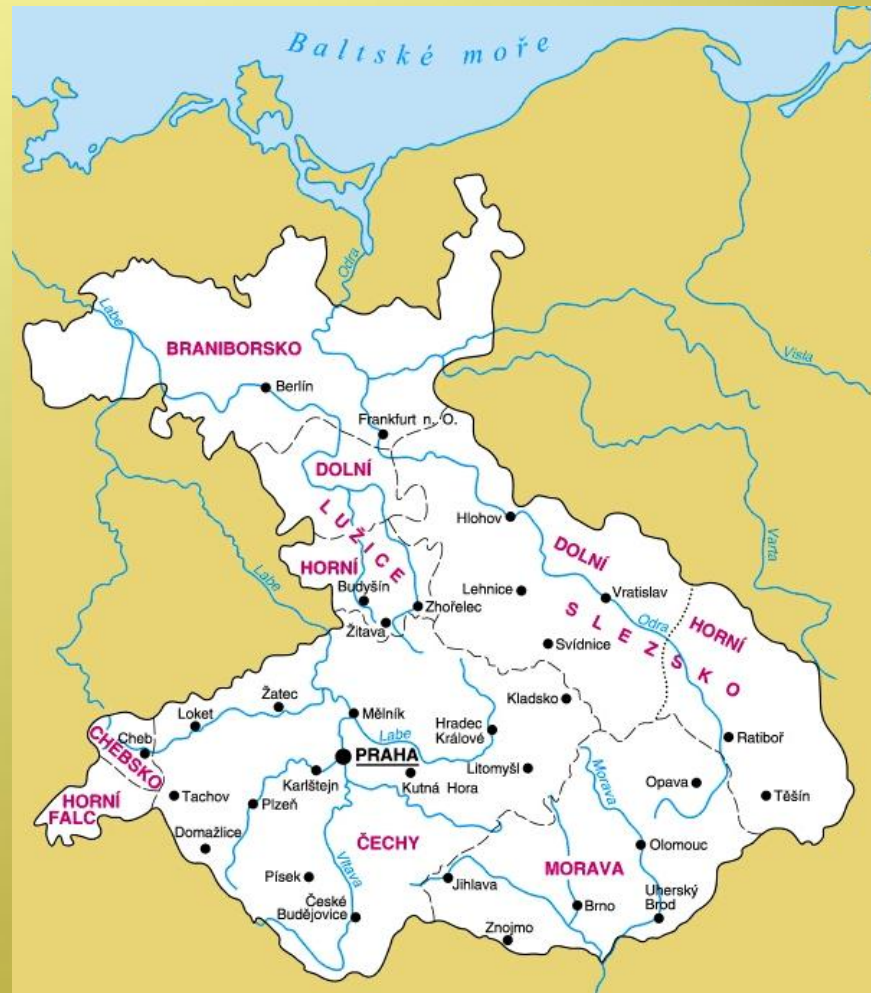 Baltské moře
Odra
Labe
BRANIBORSKO
Visla
Berlín
Frankfurt n. O.
DOLNÍ
LUŽICE
HORNÍ
Hlohov
DOLNÍ
Varta
Labe
Budyšín
Lehnice
Vratislav
Zhořelec
Odra
HORNÍ
Žitava
SLEZSKO
Svídnice
Kladsko
Žatec
Mělník
Loket
Hradec
Králové
Labe
Cheb
CHEBSKO
PRAHA
Ratiboř
Litomyšl
Morava
Karlštejn
Kutná Hora
Opava
HORNÍ
FALC
Tachov
Plzeň
Těšín
Domažlice
ČECHY
Olomouc
Vltava
MORAVA
Písek
Jihlava
České
Budějovice
Uherský
Brod
Brno
Znojmo